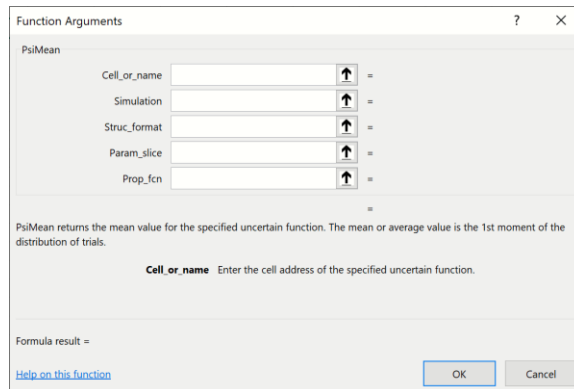 Function Arguments ? ×
PsiMean
Cell_or_name =
Simulation =
Struc_format =
Param_slice =
Prop_fcn =
=
PsiMean returns the mean value for the specified uncertain function. The mean or average value is the 1st moment of the
distribution of trials.
Cell_or_name Enter the cell address of the specified uncertain function.
Formula result =
Help on this function OK Cancel